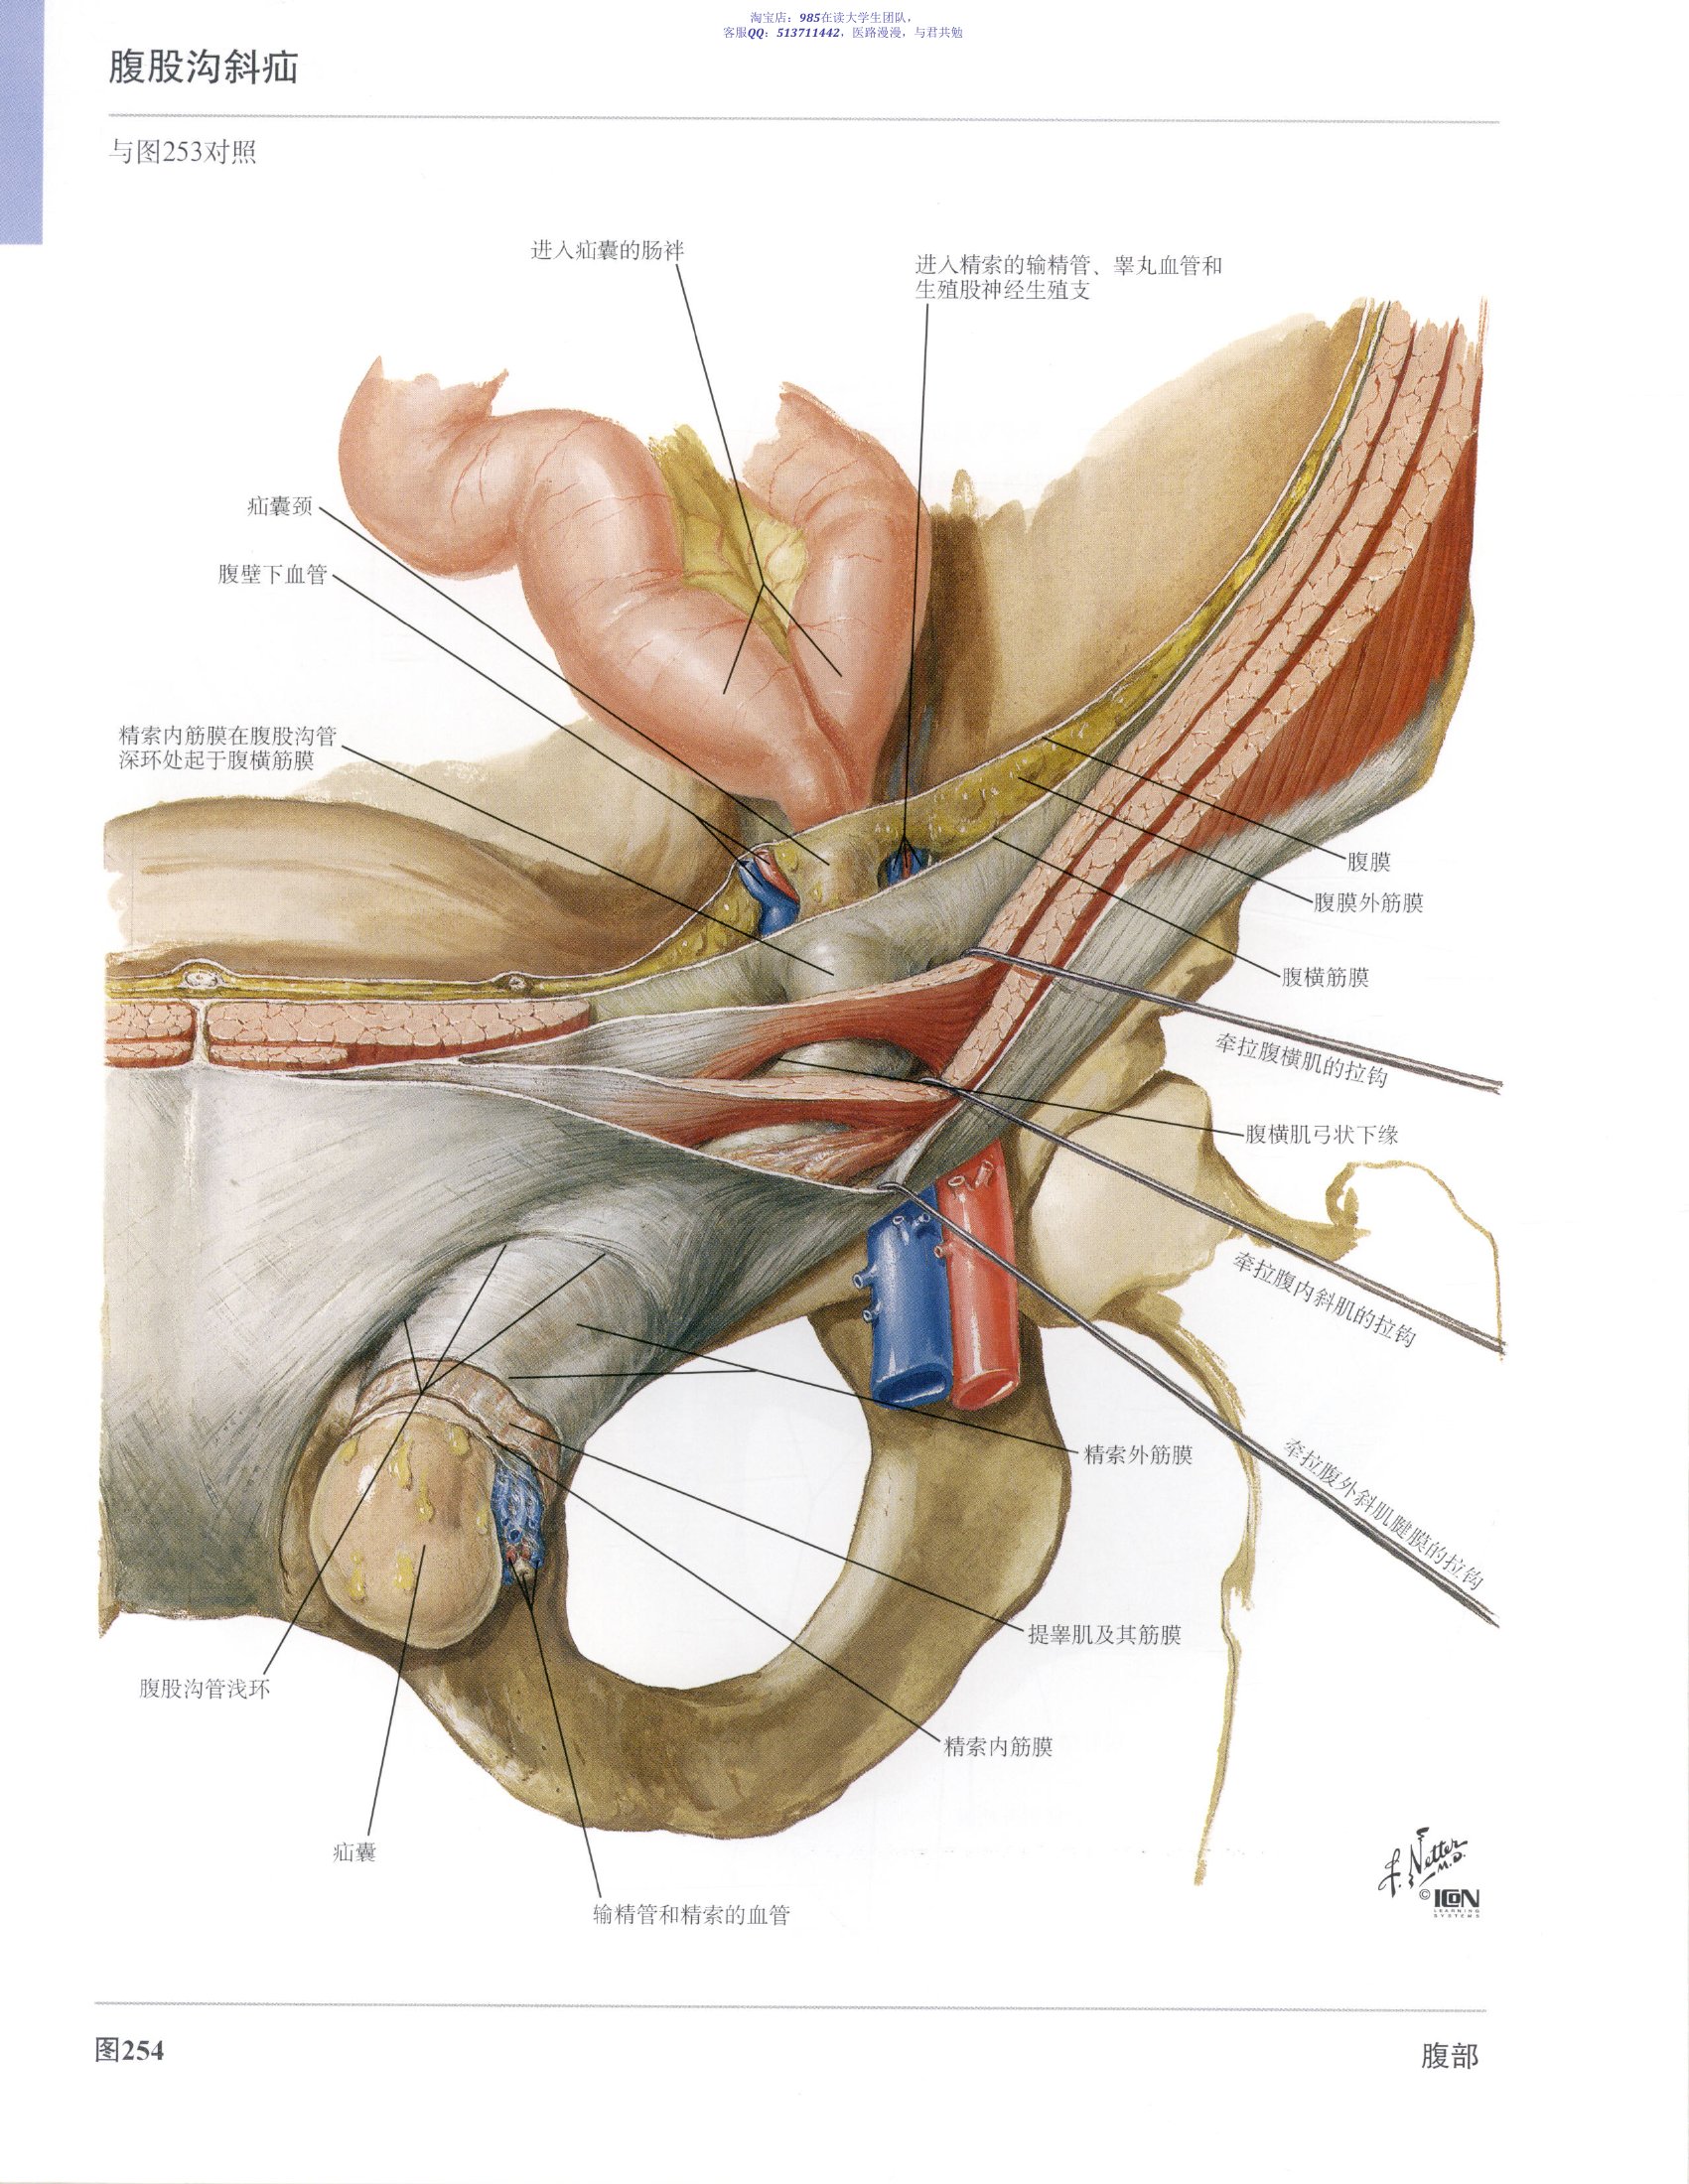 淘宝店：985在读大学生团队，
客服QQ：513711442，医路漫漫，与君共勉
腹股沟斜疝
与图253对照
进入疝囊的肠袢
进入精索的输精管、睾丸血管和
生殖股神经生殖支
疝囊颈
腹壁下血管
精索内筋膜在腹股沟管
深环处起于腹横筋膜
腹膜
腹膜外筋膜
腹横筋膜
牵拉腹横肌的拉钩
腹横肌弓状下缘
牵拉腹内斜肌的拉钩
精索外筋膜
牵拉腹外斜肌腱膜的拉钩
提睾肌及其筋膜
腹股沟管浅环
精索内筋膜
疝囊
输精管和精索的血管
F. Netter
M.D.
© ICON
LEARNING
SYSTEMS
图254
腹部